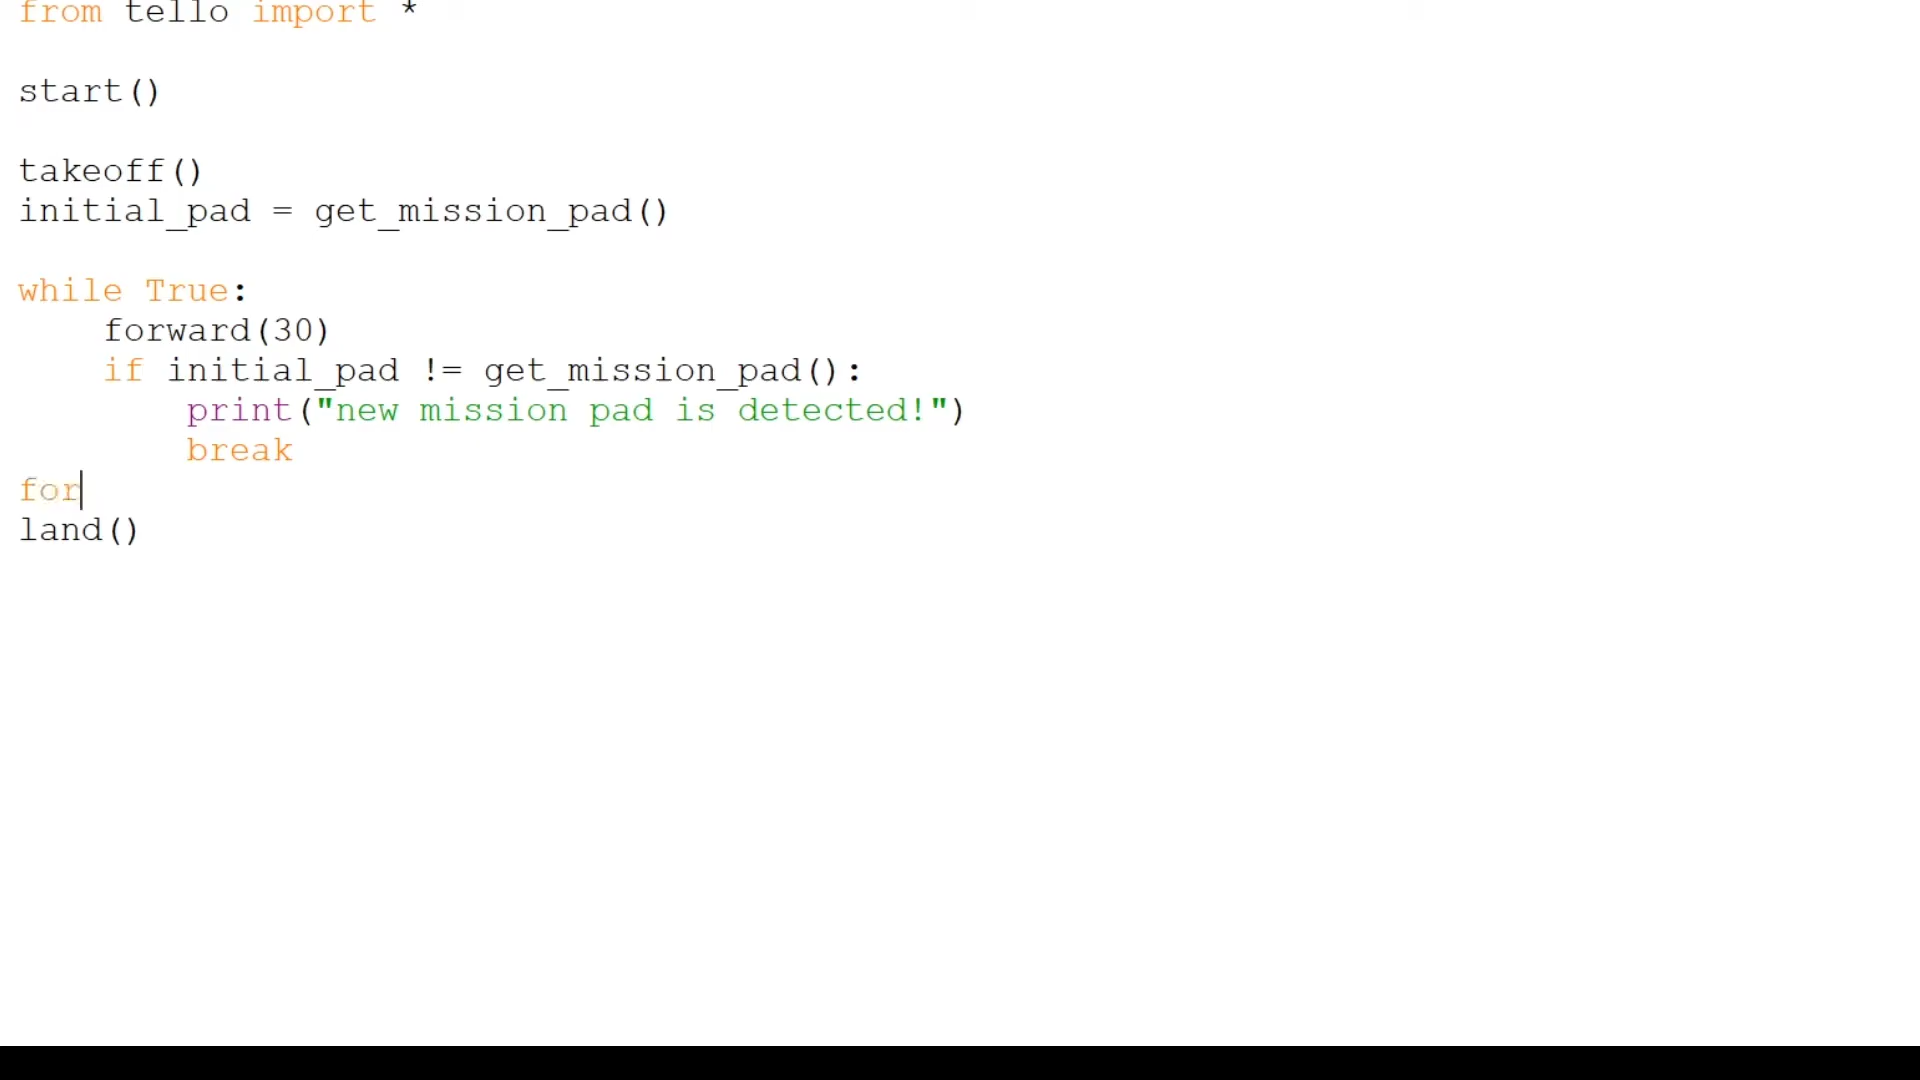 from tello import *
start()
takeoff()
initial_pad = get_mission_pad()
while True:
    forward(30)
    if initial_pad != get_mission_pad():
        print("new mission pad is detected!")
        break
for
land()